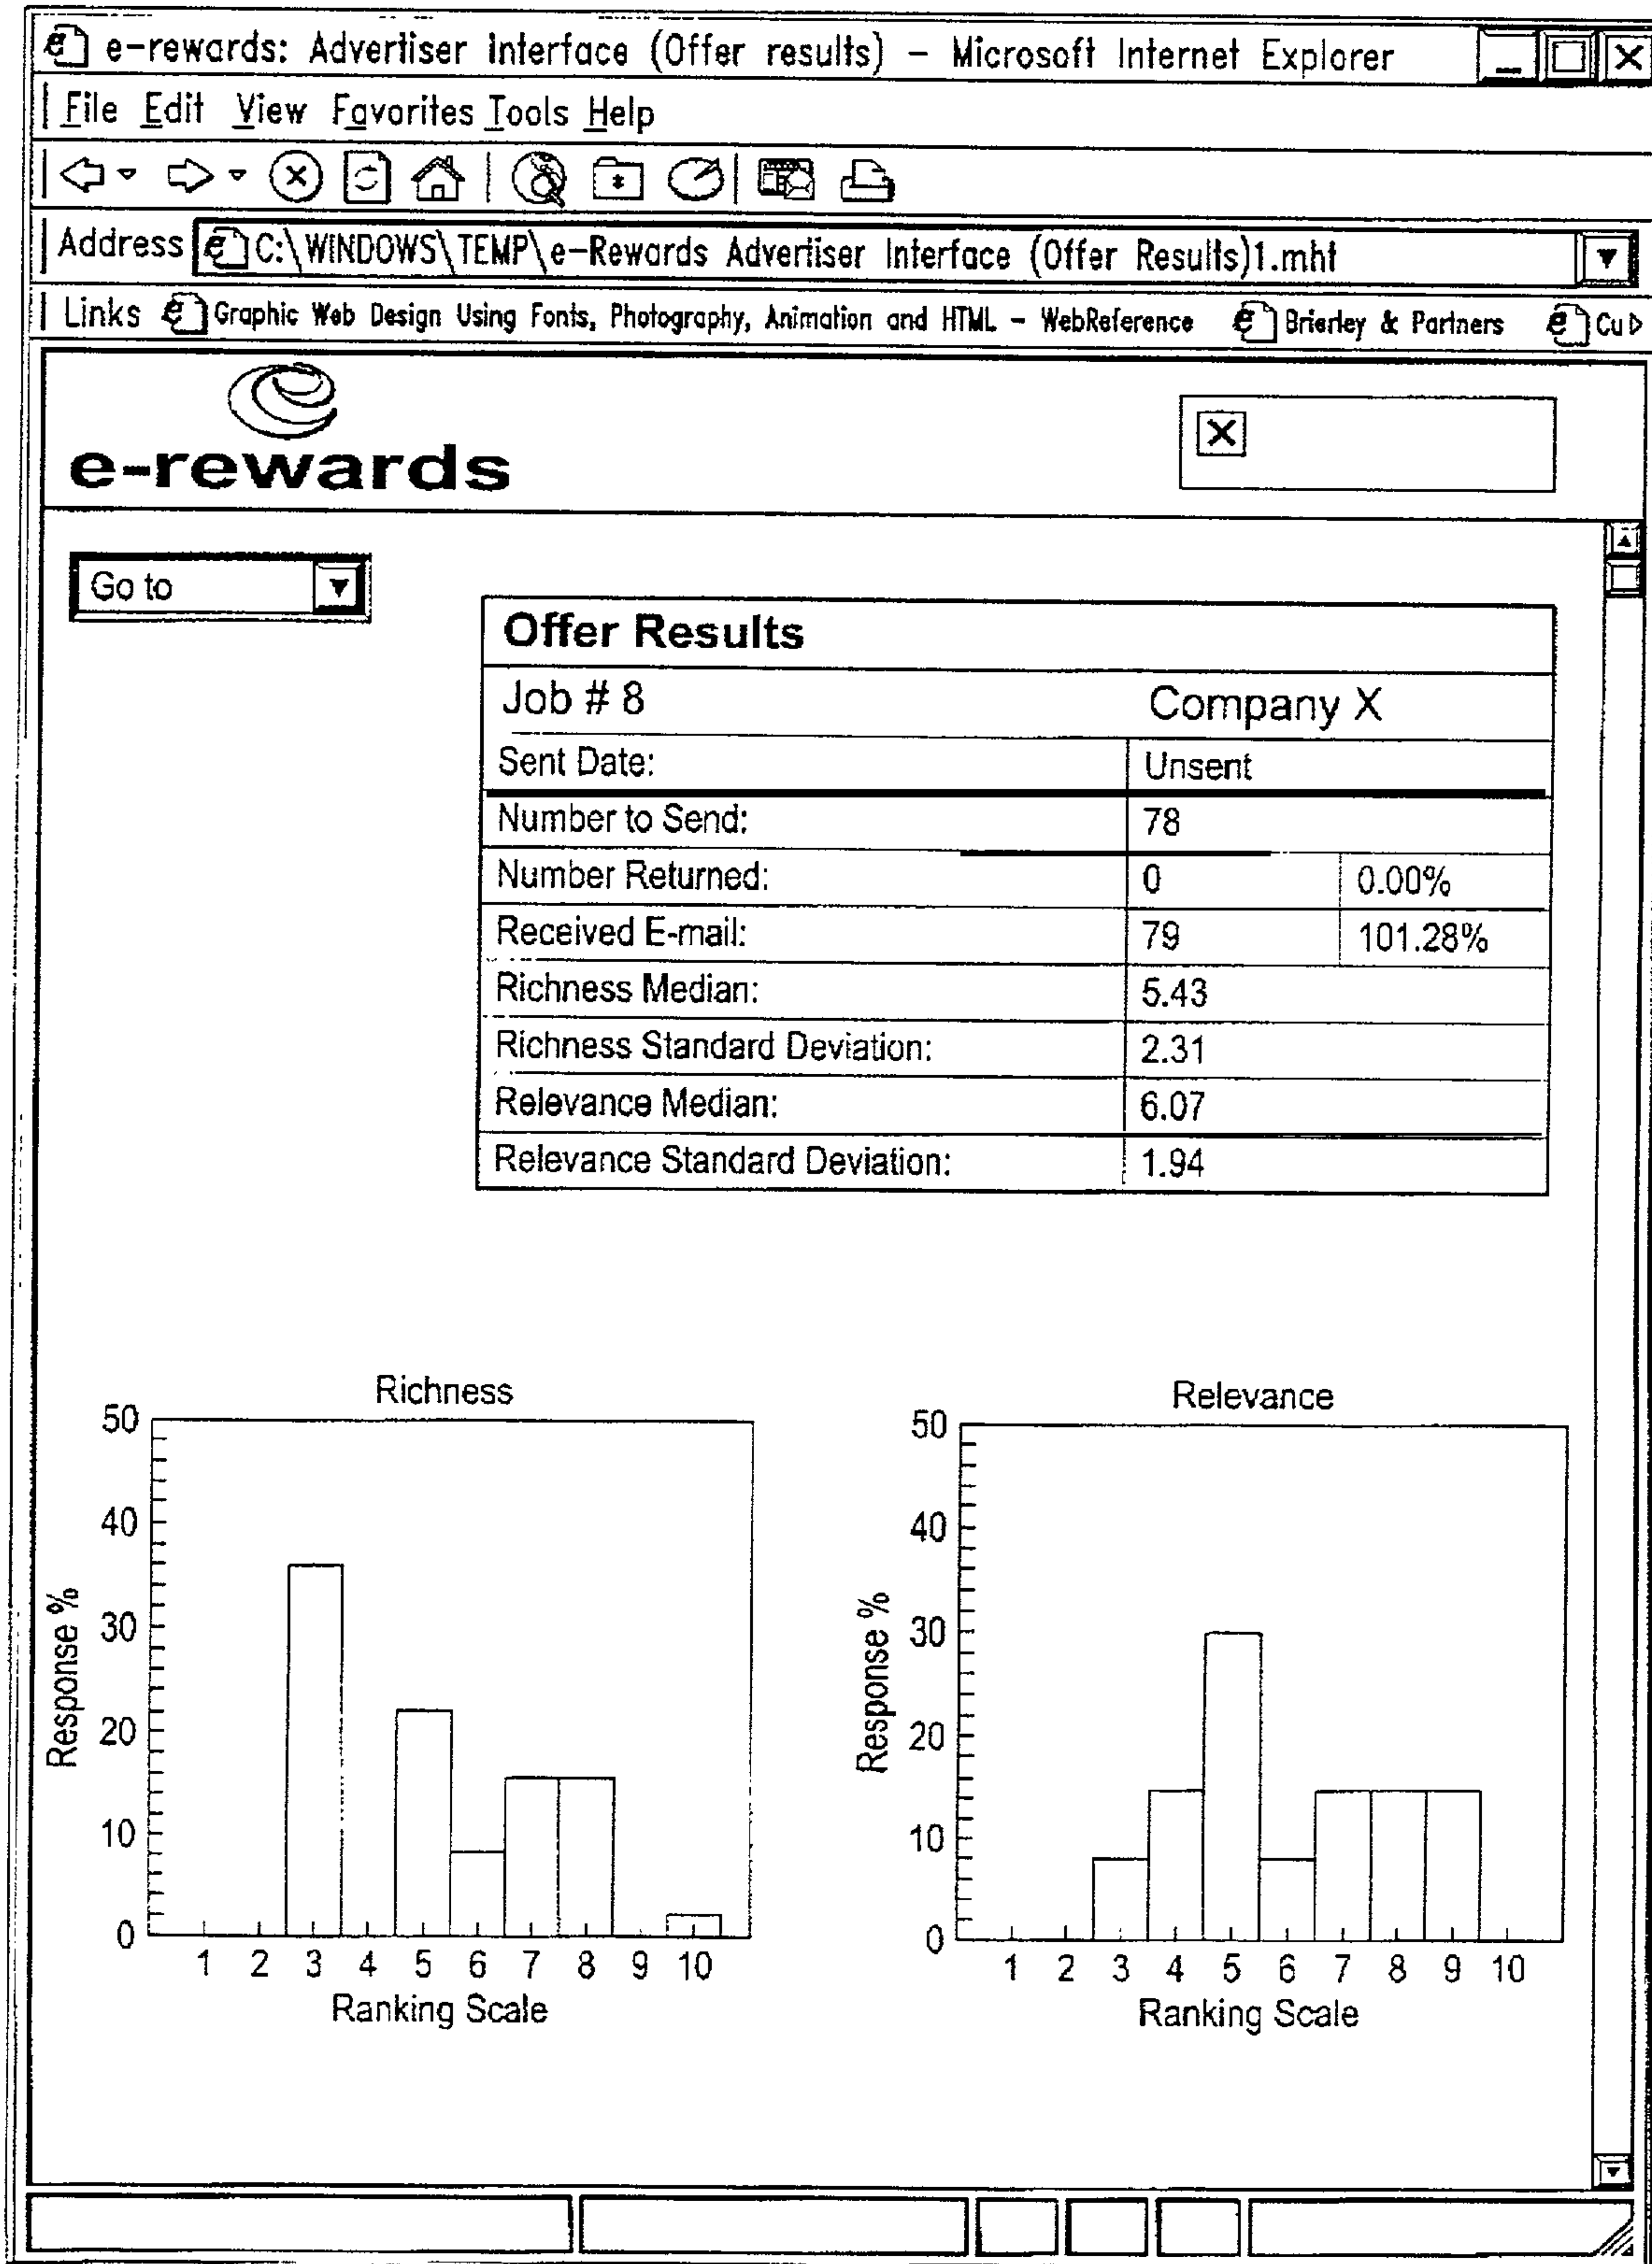 e-rewards: Advertiser Interface (Offer results) – Microsoft Internet Explorer
File Edit View Favorites Tools Help
Address C:\WINDOWS\TEMP\e-Rewards Advertiser Interface (Offer Results)1.mht
Links Graphic Web Design Using Fonts, Photography, Animation and HTML – WebReference Brierley & Partners Cu
e-rewards
Go to
Offer Results
Job # 8 Company X
Sent Date: Unsent
Number to Send: 78
Number Returned: 0 0.00%
Received E-mail: 79 101.28%
Richness Median: 5.43
Richness Standard Deviation: 2.31
Relevance Median: 6.07
Relevance Standard Deviation: 1.94
Richness
50
40
30
20
10
0
Response %
1 2 3 4 5 6 7 8 9 10
Ranking Scale
Relevance
50
40
30
20
10
0
Response %
1 2 3 4 5 6 7 8 9 10
Ranking Scale